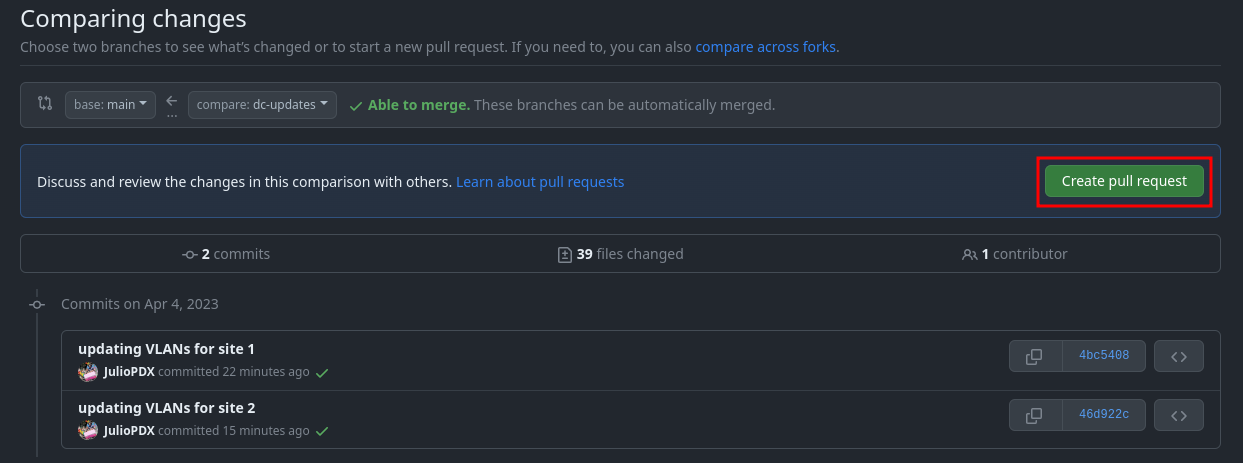 Comparing changes
Choose two branches to see what's changed or to start a new pull request. If you need to, you can also compare across forks.
base: main compare: dc-updates Able to merge. These branches can be automatically merged.
...
Discuss and review the changes in this comparison with others. Learn about pull requests Create pull request
2 commits 39 files changed 1 contributor
Commits on Apr 4, 2023
updating VLANs for site 1
JulioPDX committed 22 minutes ago 4bc5408
updating VLANs for site 2
JulioPDX committed 15 minutes ago 46d922c